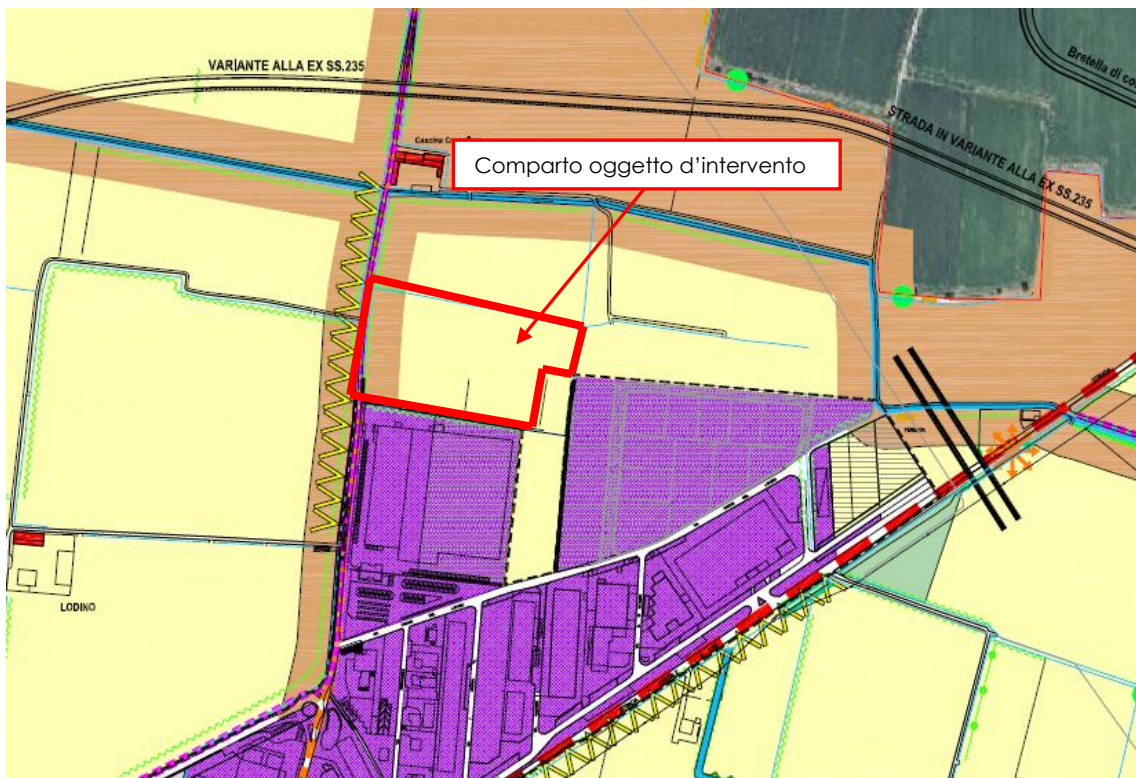 VARIANTE ALLA EX SS.235
Bretella di co
STRADA IN VARIANTE ALLA EX SS.235
Cascina
Comparto oggetto d'intervento
LODINO